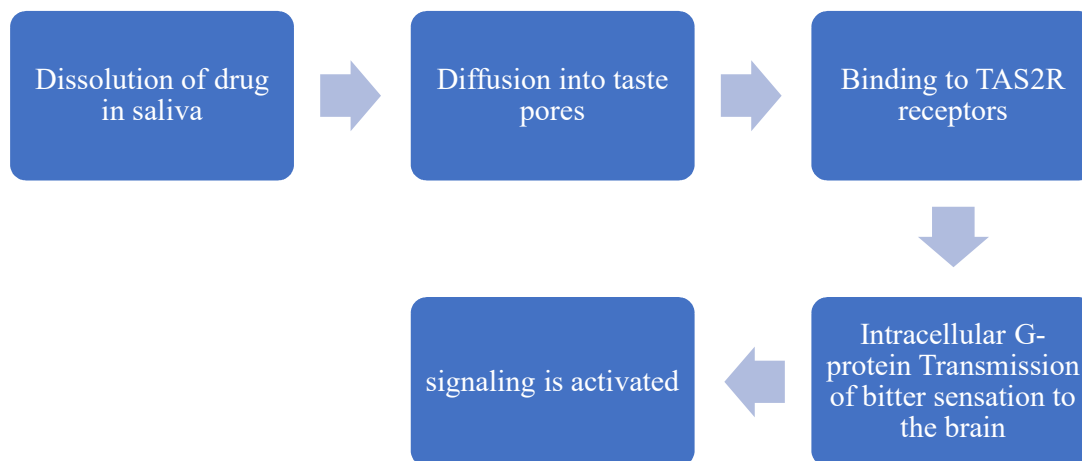 Dissolution of drug
in saliva
Diffusion into taste
pores
Binding to TAS2R
receptors
Intracellular G-
protein Transmission
of bitter sensation to
the brain
signaling is activated